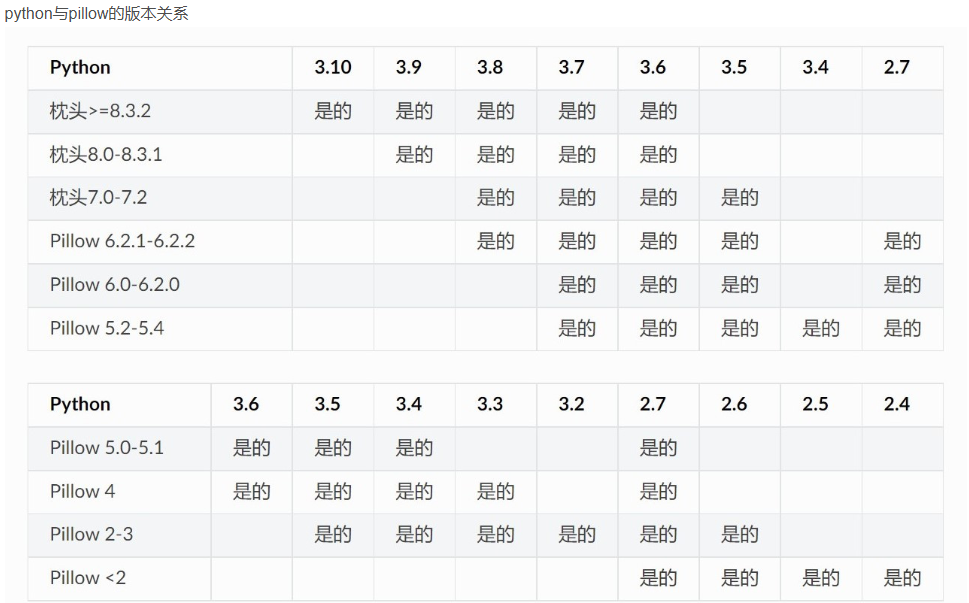 python与pillow的版本关系
Python 3.10 3.9 3.8 3.7 3.6 3.5 3.4 2.7
枕头>=8.3.2 是的 是的 是的 是的 是的
枕头8.0-8.3.1 是的 是的 是的 是的
枕头7.0-7.2 是的 是的 是的 是的
Pillow 6.2.1-6.2.2 是的 是的 是的 是的 是的
Pillow 6.0-6.2.0 是的 是的 是的 是的
Pillow 5.2-5.4 是的 是的 是的 是的 是的
Python 3.6 3.5 3.4 3.3 3.2 2.7 2.6 2.5 2.4
Pillow 5.0-5.1 是的 是的 是的 是的
Pillow 4 是的 是的 是的 是的 是的
Pillow 2-3 是的 是的 是的 是的 是的 是的
Pillow <2 是的 是的 是的 是的